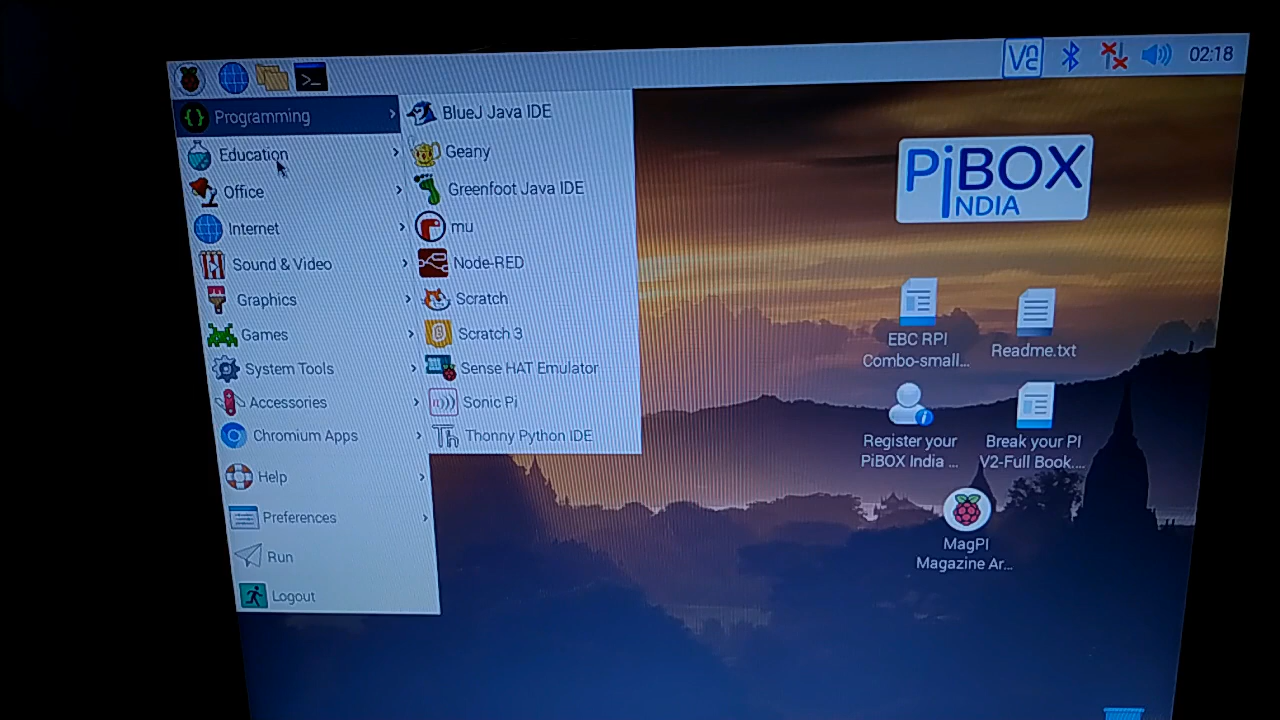 V2 02:18
Programming
Education
Office
Internet
Sound & Video
Graphics
Games
System Tools
Accessories
Chromium Apps
Help
Preferences
Run
Logout
BlueJ Java IDE
Geany
Greenfoot Java IDE
mu
Node-RED
Scratch
Scratch 3
Sense HAT Emulator
Sonic Pi
Thonny Python IDE
PiBOX
INDIA
EBC RPI
Combo-small...
Readme.txt
Register your
PiBOX India ...
Break your PI
V2-Full Book....
MagPI
Magazine Ar...